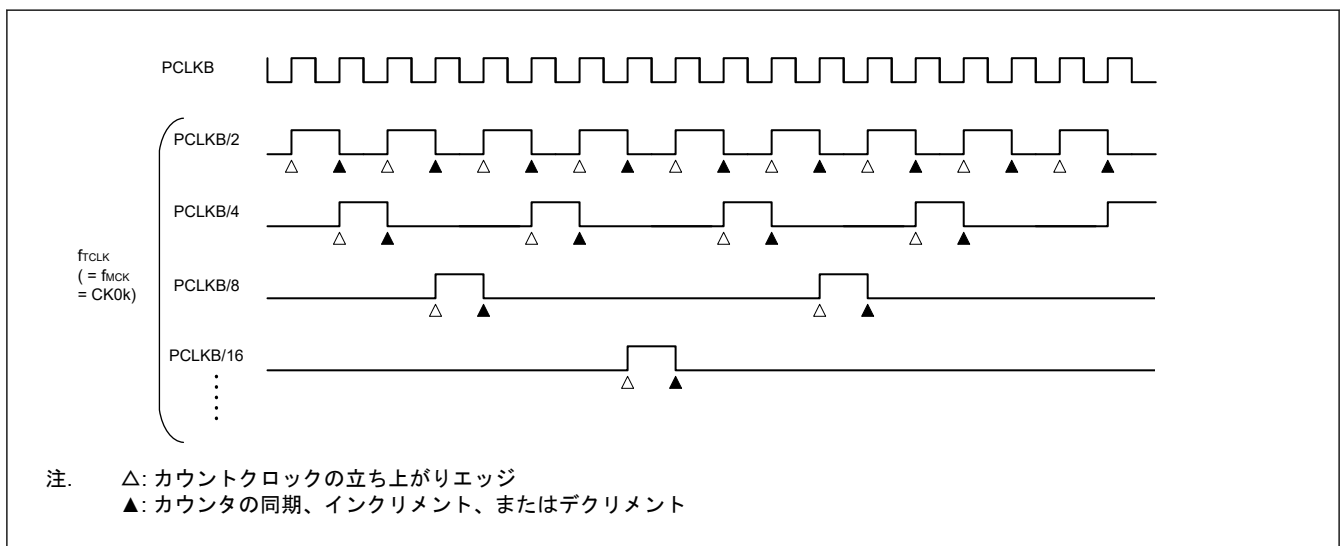 PCLKB
PCLKB/2
PCLKB/4
fTCLK
( = fMCK
= CK0k)
PCLKB/8
PCLKB/16
注. △: カウントクロックの立ち上がりエッジ
▲: カウンタの同期、インクリメント、またはデクリメント